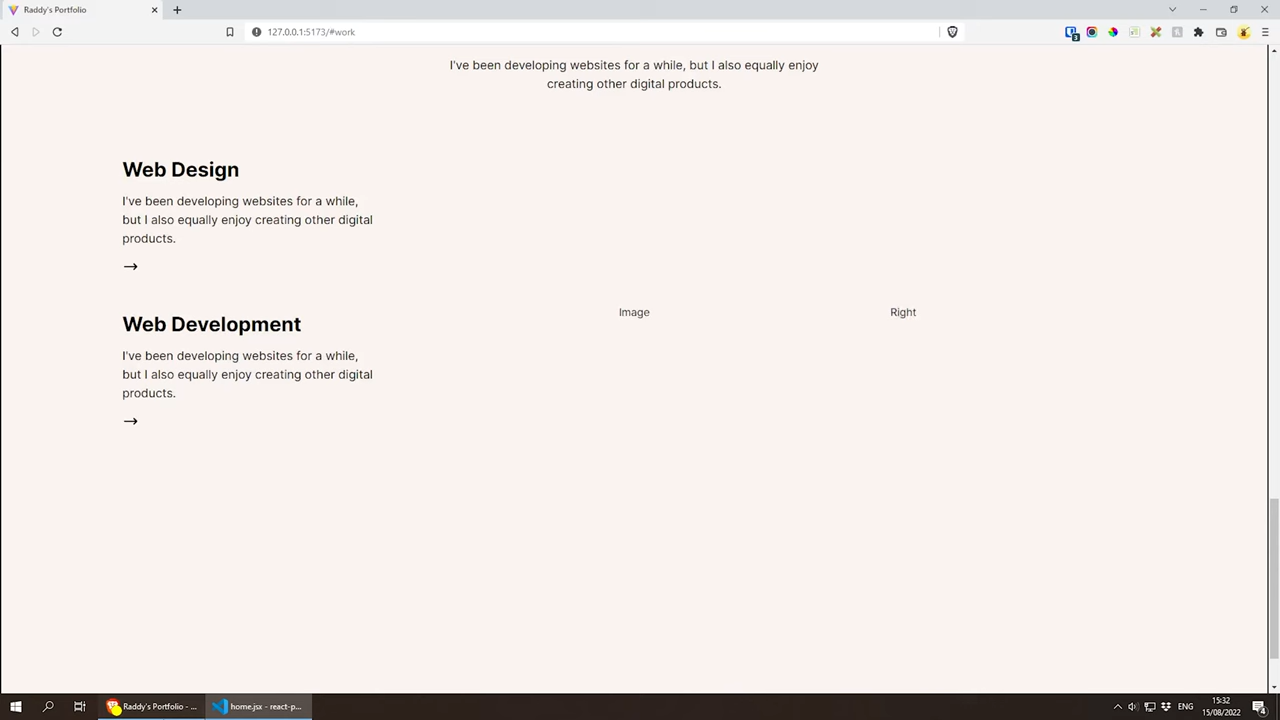 Raddy's Portfolio
127.0.0.1:5173/#work
I've been developing websites for a while, but I also equally enjoy
creating other digital products.
Web Design
I've been developing websites for a while,
but I also equally enjoy creating other digital
products.
→
Web Development
I've been developing websites for a while,
but I also equally enjoy creating other digital
products.
→
Image
Right
Raddy's Portfolio - ...
home.jsx - react-p...
ENG
15:32
15/08/2022
4
3